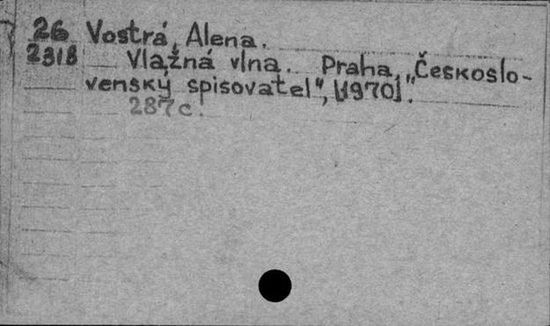 26 Vostrá, Alena.
2318 Vlažná vlna. Praha, „Českoslo-
venský spisovatel", [1970].
287 с.